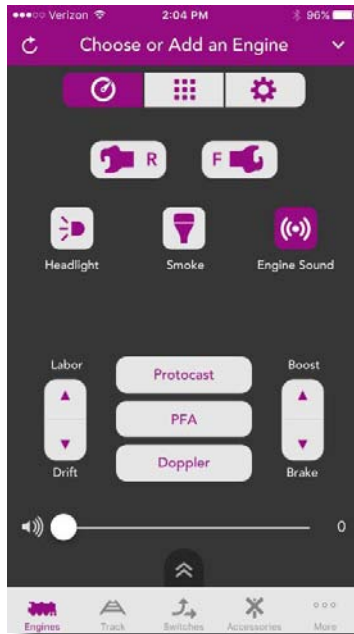 Verizon 2:04 PM 96%
Choose or Add an Engine
R F
Headlight Smoke Engine Sound
Labor Boost
Protocast
PFA
Doppler
Drift Brake
0
Engines Track Switches Accessories More